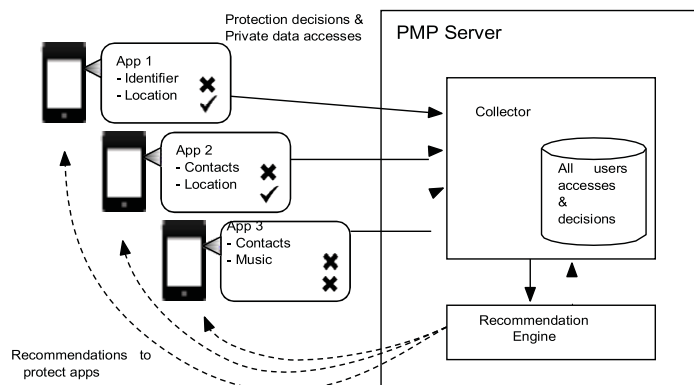 Protection decisions &
Private data accesses
PMP Server
App 1
- Identifier
- Location
Collector
App 2
- Contacts
- Location
All users
accesses
&
decisions
App 3
- Contacts
- Music
Recommendation
Engine
Recommendations to
protect apps